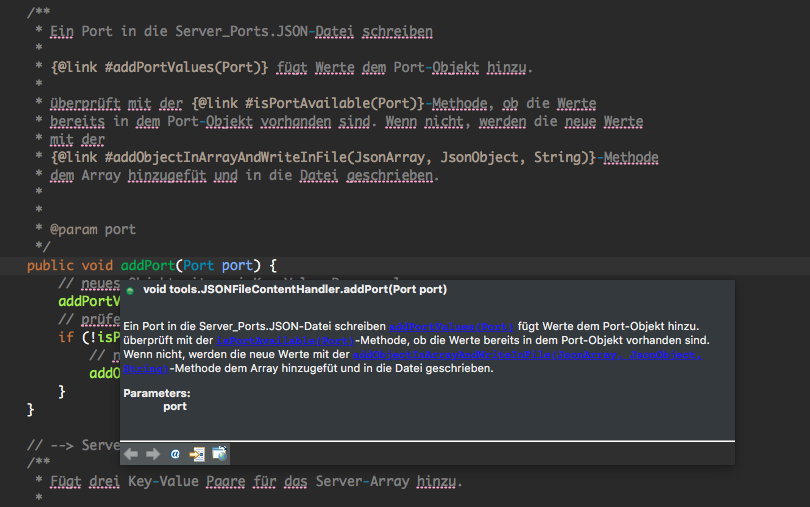 /**
* Ein Port in die Server_Ports.JSON-Datei schreiben
*
* {@link #addPortValues(Port)} fügt Werte dem Port-Objekt hinzu.
*
* überprüft mit der {@link #isPortAvailable(Port)}-Methode, ob die Werte
* bereits in dem Port-Objekt vorhanden sind. Wenn nicht, werden die neue Werte
* mit der
* {@link #addObjectInArrayAndWriteInFile(JsonArray, JsonObject, String)}-Methode
* dem Array hinzugefüt und in die Datei geschrieben.
*
*
* @param port
*/
public void addPort(Port port) {
// neues
addPortV
// prüfe
if (!isP
// n
addO
}
}
void tools.JSONFileContentHandler.addPort(Port port)
Ein Port in die Server_Ports.JSON-Datei schreiben addPortValues(Port) fügt Werte dem Port-Objekt hinzu.
überprüft mit der isPortAvailable(Port)-Methode, ob die Werte bereits in dem Port-Objekt vorhanden sind.
Wenn nicht, werden die neue Werte mit der addObjectInArrayAndWriteInFile(JsonArray, JsonObject,
String)-Methode dem Array hinzugefüt und in die Datei geschrieben.
Parameters:
port
// --> Serve
/**
* Fügt drei Key-Value Paare für das Server-Array hinzu.
*